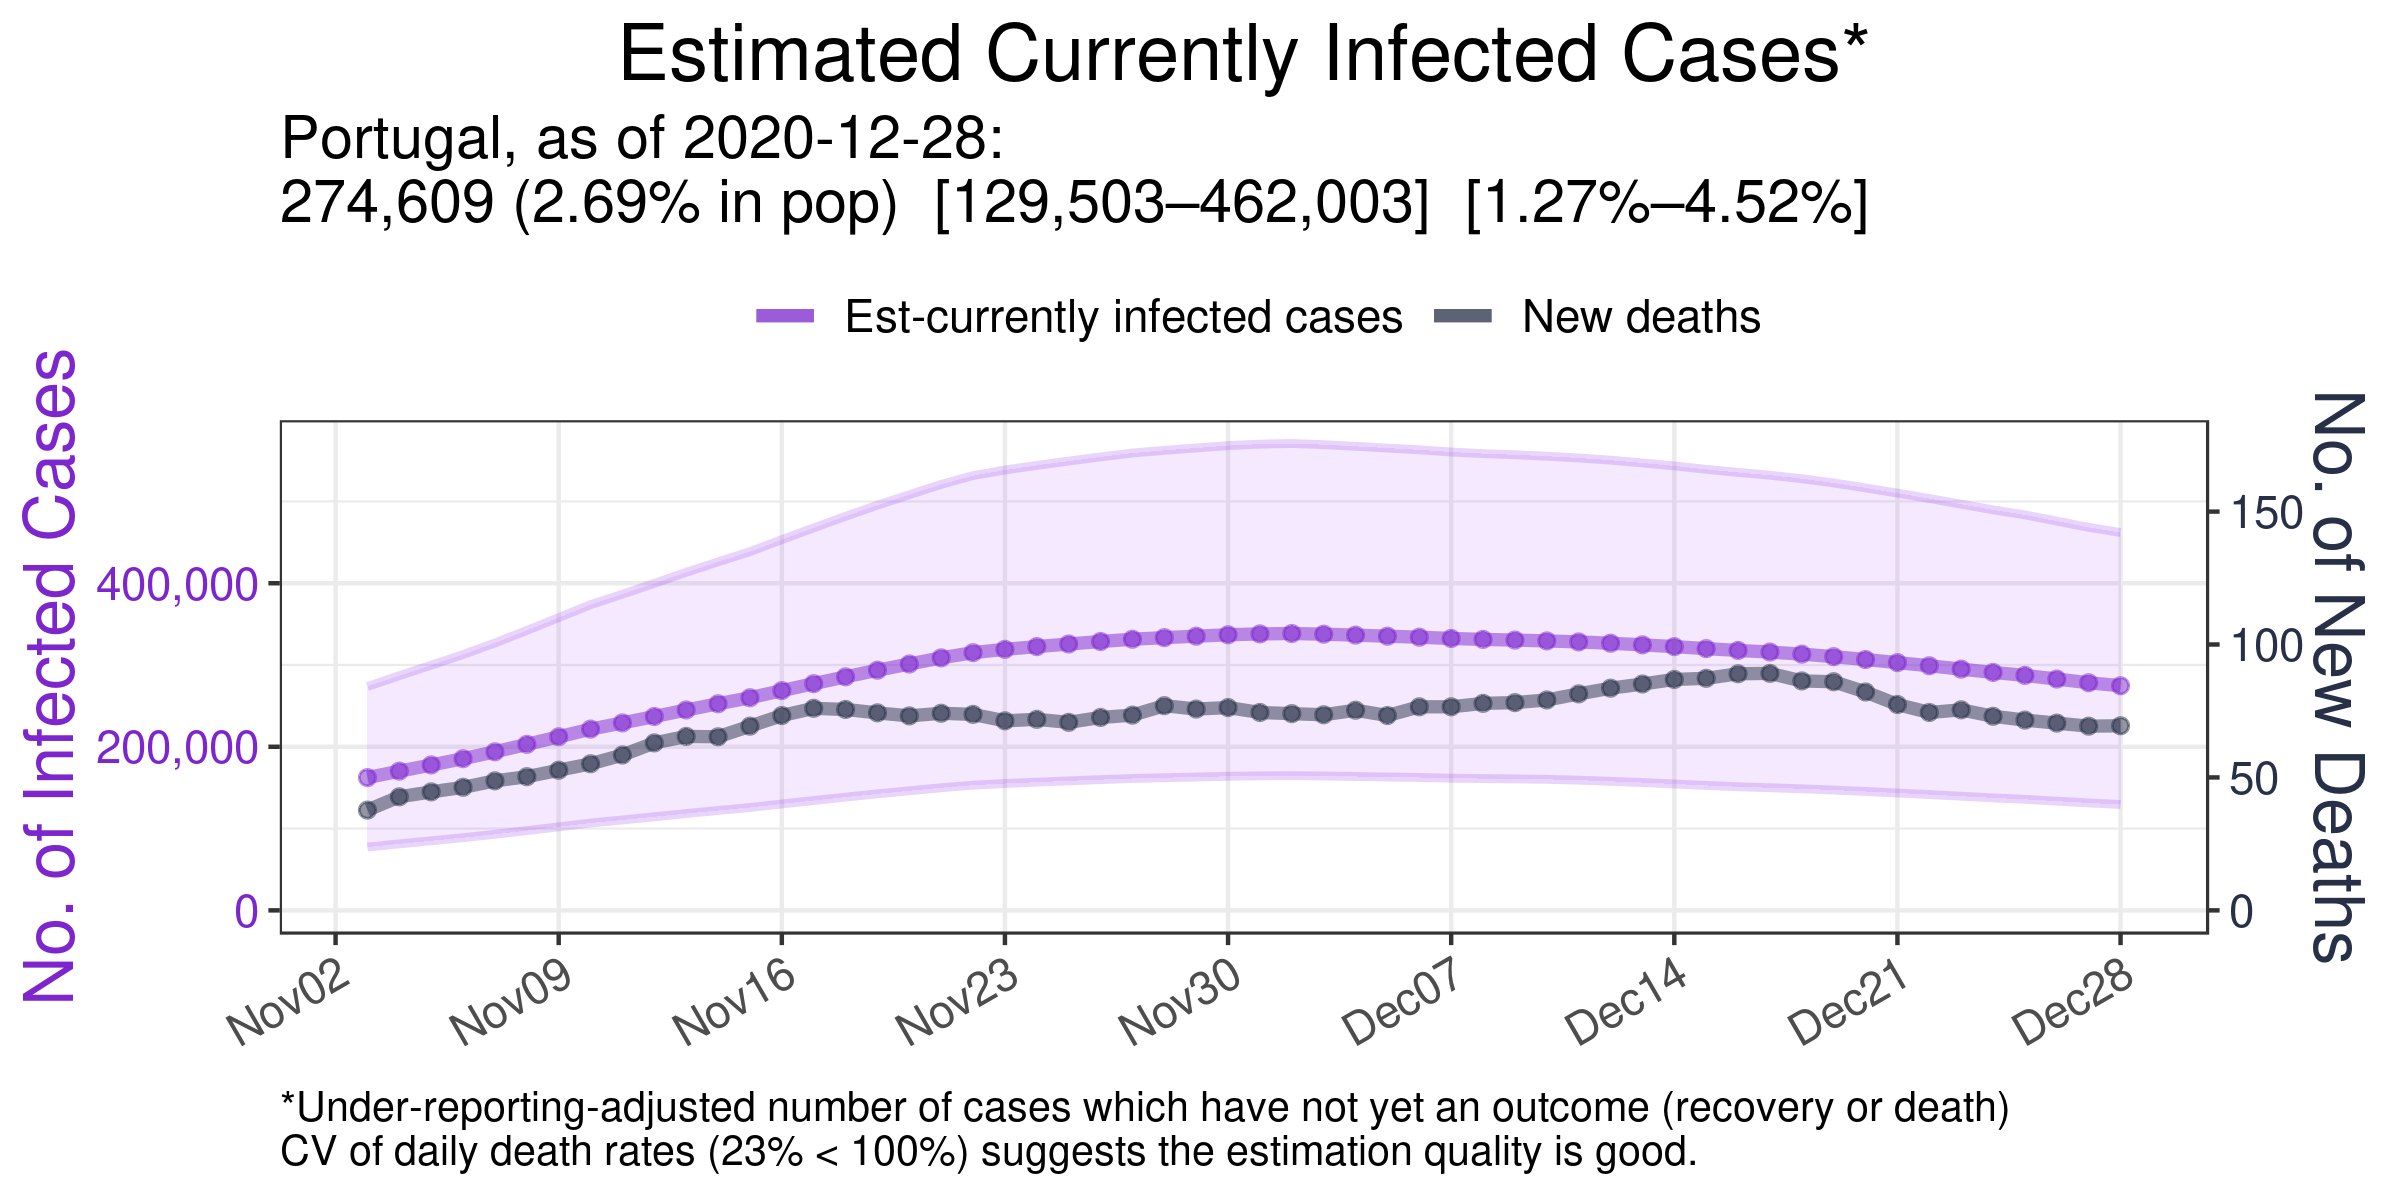 Estimated Currently Infected Cases*
Portugal, as of 2020-12-28:
274,609 (2.69% in pop) [129,503–462,003] [1.27%–4.52%]
Est-currently infected cases
New deaths
No. of Infected Cases
400,000
200,000
0
No. of New Deaths
150
100
50
0
Nov02
Nov09
Nov16
Nov23
Nov30
Dec07
Dec14
Dec21
Dec28
*Under-reporting-adjusted number of cases which have not yet an outcome (recovery or death)
CV of daily death rates (23% < 100%) suggests the estimation quality is good.